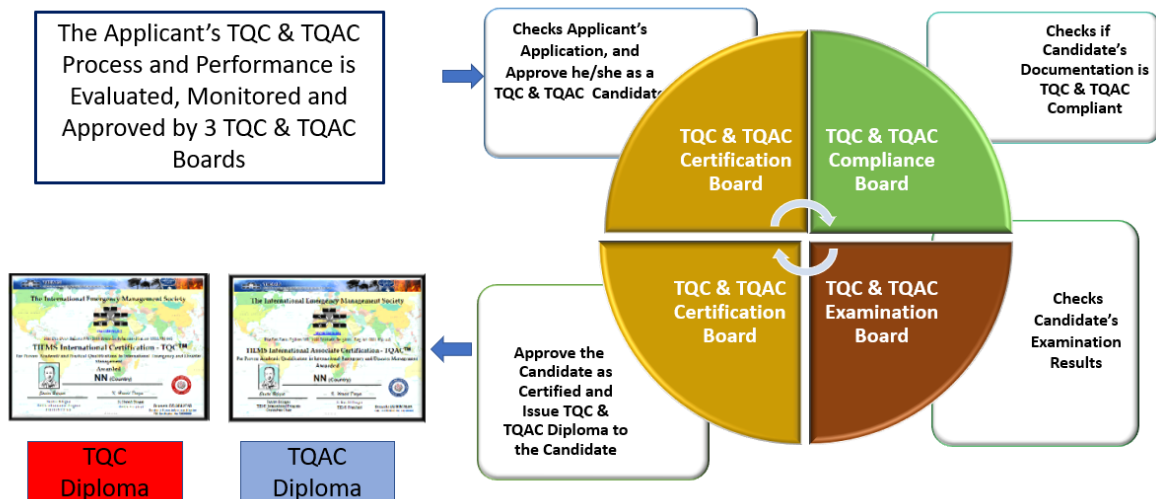 The Applicant's TQC & TQAC
Process and Performance is
Evaluated, Monitored and
Approved by 3 TQC & TQAC
Boards
Checks Applicant's
Application, and
Approve he/she as a
TQC & TQAC Candidate
TQC & TQAC
Certification
Board
TQC & TQAC
Compliance
Board
Checks if
Candidate's
Documentation is
TQC & TQAC
Compliant
TQC & TQAC
Certification
Board
TQC & TQAC
Examination
Board
Checks
Candidate's
Examination
Results
Approve the
Candidate as
Certified and
Issue TQC &
TQAC Diploma to
the Candidate
The International Emergency Management Society
TIEMS International Certification - TQC™
Awarded
NN (Country)
The International Emergency Management Society
TIEMS International Associate Certification - TQAC™
Awarded
NN (Country)
TQC
Diploma
TQAC
Diploma